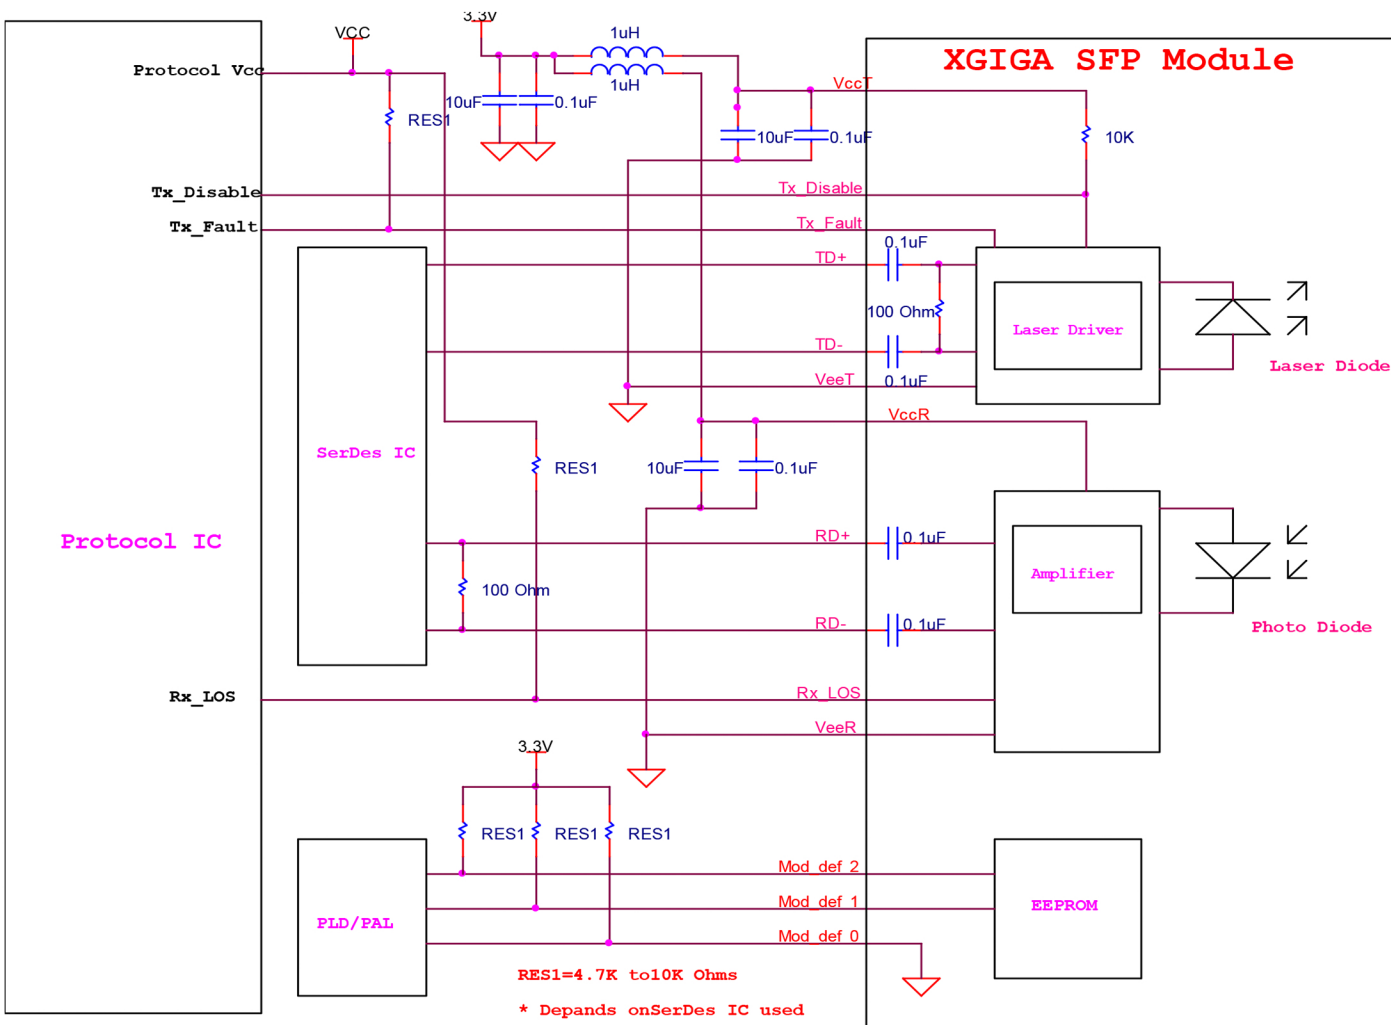 3.3V
VCC
1uH
XGIGA SFP Module
Protocol Vcc
1uH
VccT
10uF
0.1uF
RES1
10uF
0.1uF
10K
Tx_Disable
Tx_Disable
Tx_Fault
Tx_Fault
0.1uF
TD+
100 Ohm
Laser Driver
TD-
Laser Diode
VeeT
0.1uF
VccR
SerDes IC
RES1
10uF
0.1uF
Protocol IC
RD+
0.1uF
Amplifier
100 Ohm
RD-
0.1uF
Photo Diode
Rx_LOS
Rx_LOS
VeeR
3.3V
RES1
RES1
RES1
Mod_def 2
Mod_def 1
EEPROM
PLD/PAL
Mod_def 0
RES1=4.7K to10K Ohms
* Depands onSerDes IC used